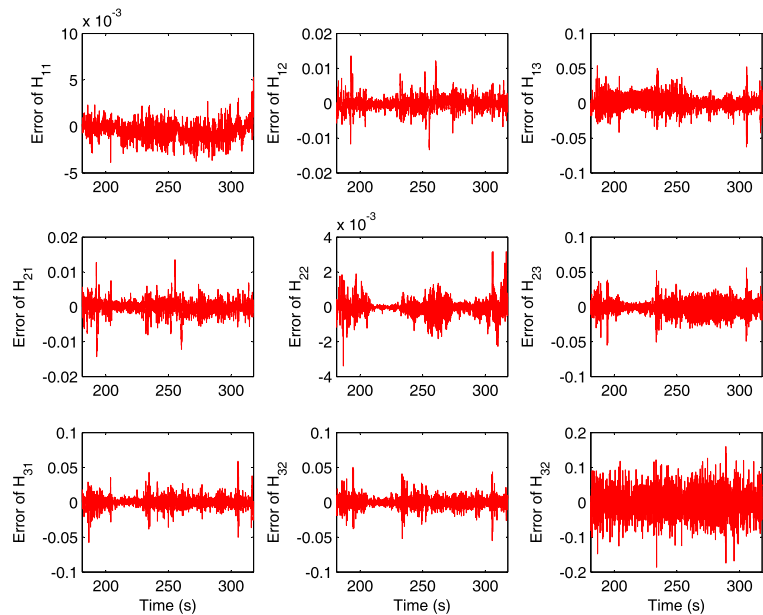 x 10⁻³
10
5
0
-5
Error of H₁₁
200 250 300
0.02
0.01
0
-0.01
-0.02
Error of H₁₂
200 250 300
0.1
0.05
0
-0.05
-0.1
Error of H₁₃
200 250 300
0.02
0.01
0
-0.01
-0.02
Error of H₂₁
200 250 300
x 10⁻³
4
2
0
-2
-4
Error of H₂₂
200 250 300
0.1
0.05
0
-0.05
-0.1
Error of H₂₃
200 250 300
0.1
0.05
0
-0.05
-0.1
Error of H₃₁
200 250 300
Time (s)
0.1
0.05
0
-0.05
-0.1
Error of H₃₂
200 250 300
Time (s)
0.2
0.1
0
-0.1
-0.2
Error of H₃₂
200 250 300
Time (s)